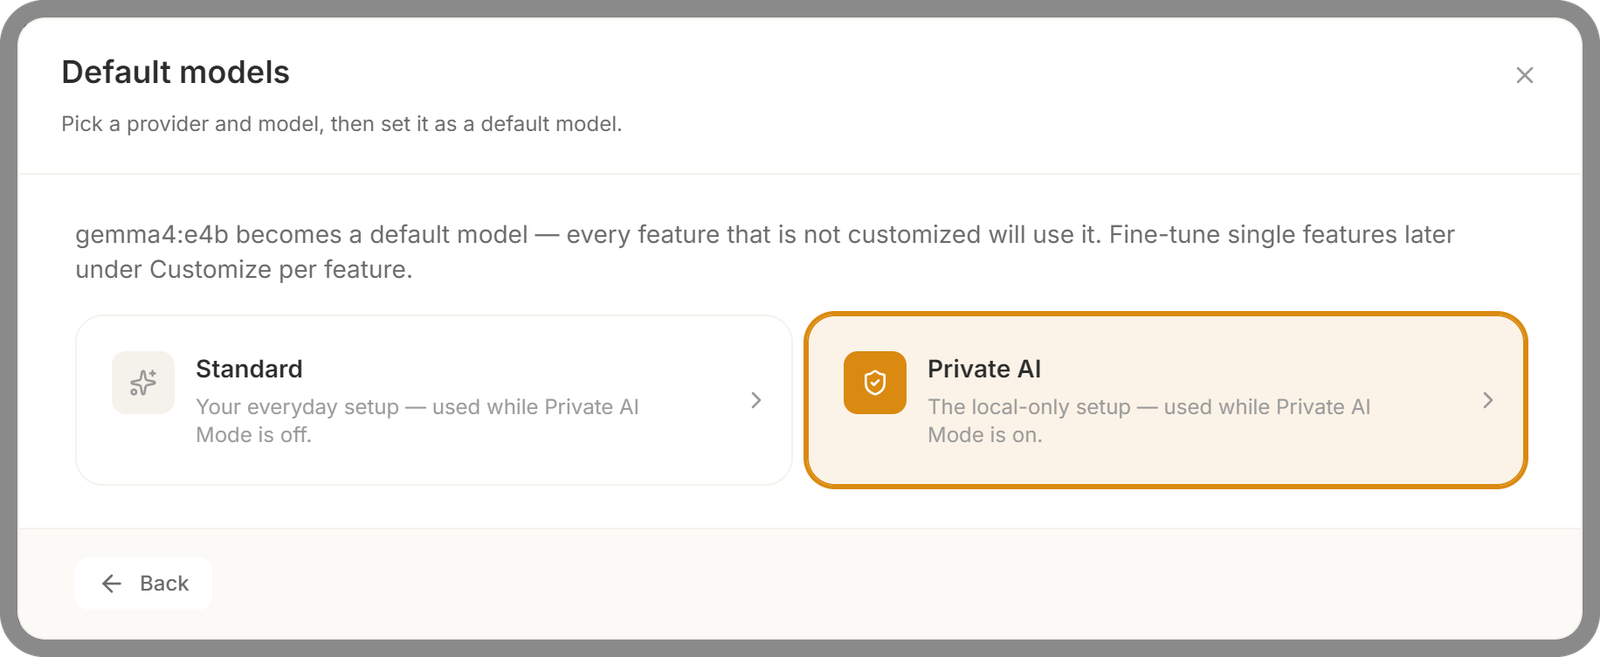 Default models
Pick a provider and model, then set it as a default model.
gemma4:e4b becomes a default model — every feature that is not customized will use it. Fine-tune single features later
under Customize per feature.
Standard
Your everyday setup — used while Private AI
Mode is off.
Private AI
The local-only setup — used while Private AI
Mode is on.
Back